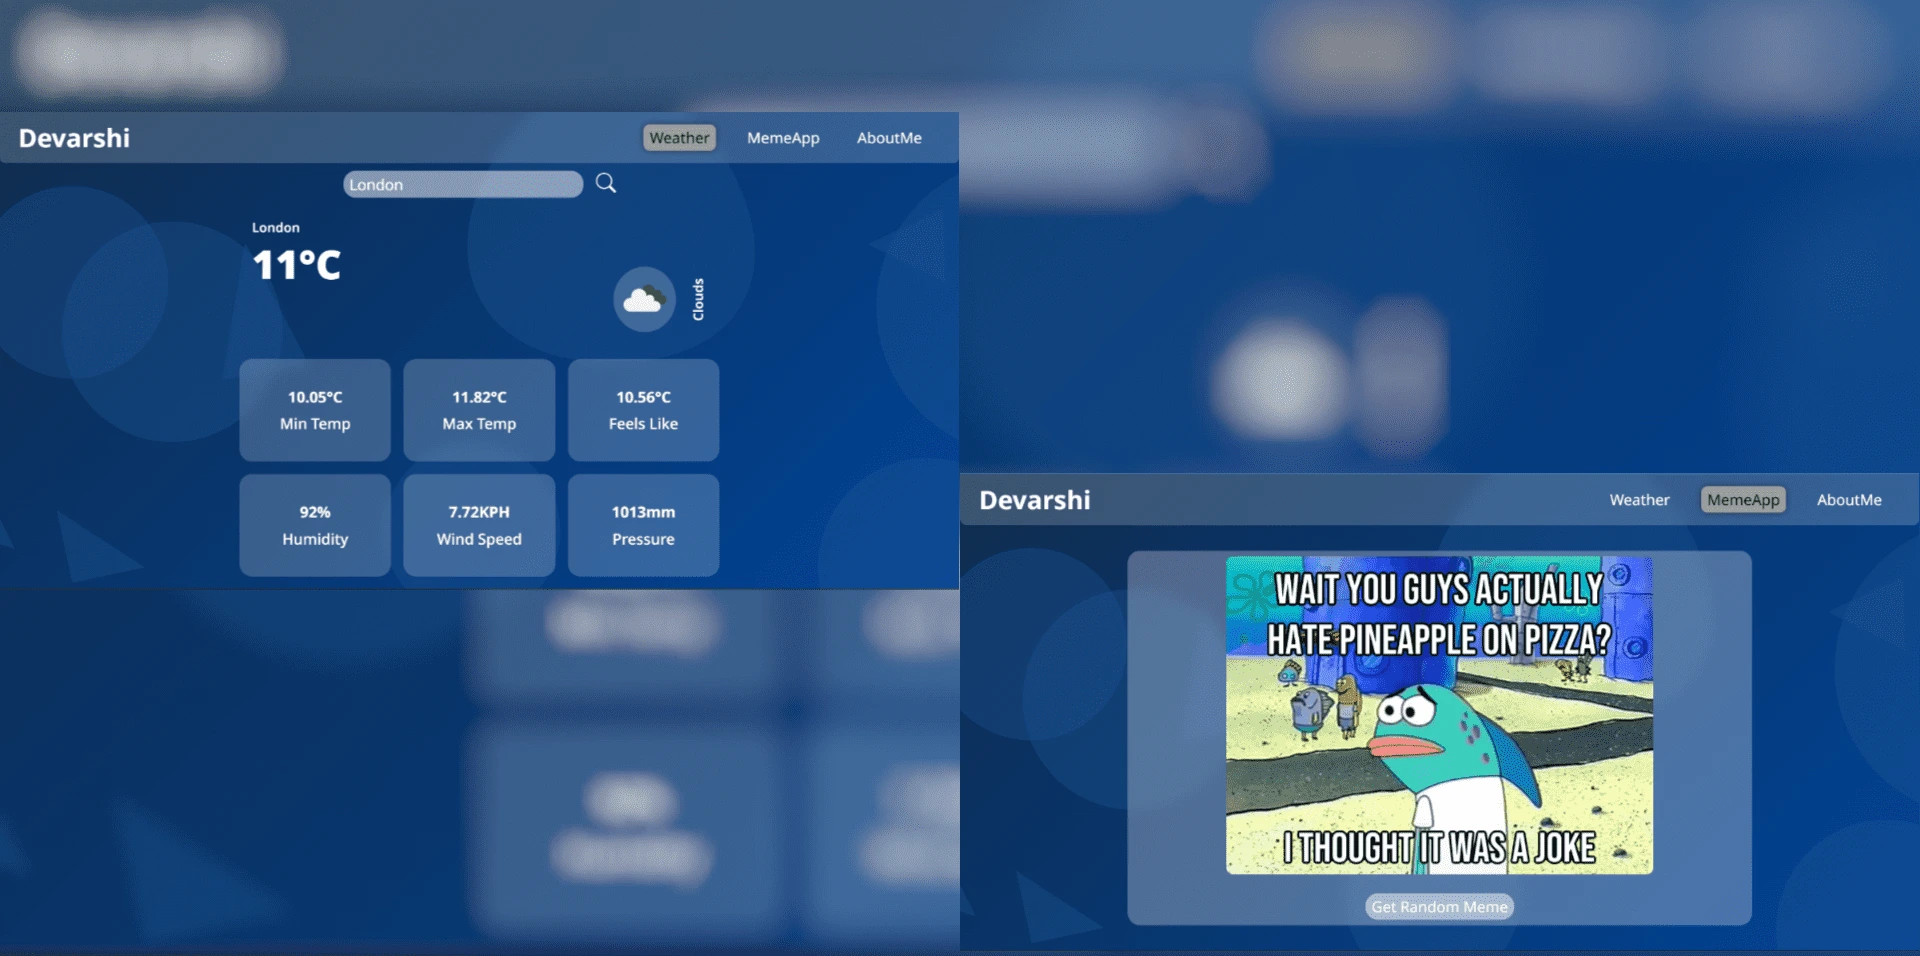 Devarshi
Weather MemeApp AboutMe
London
London
11°C
Clouds
10.05°C
Min Temp
11.82°C
Max Temp
10.56°C
Feels Like
92%
Humidity
7.72KPH
Wind Speed
1013mm
Pressure
Devarshi
Weather MemeApp AboutMe
WAIT YOU GUYS ACTUALLY
HATE PINEAPPLE ON PIZZA?
I THOUGHT IT WAS A JOKE
Get Random Meme